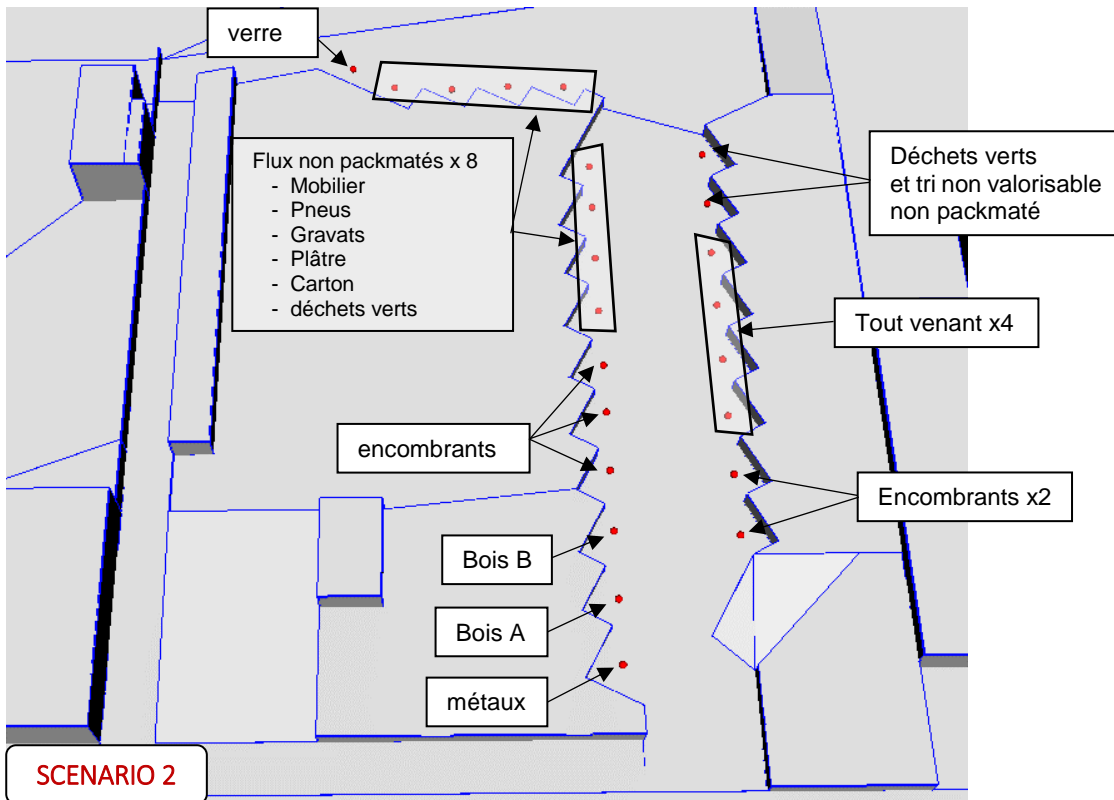 verre
Flux non packmatés x 8
- Mobilier
- Pneus
- Gravats
- Plâtre
- Carton
- déchets verts
Déchets verts
et tri non valorisable
non packmaté
Tout venant x4
encombrants
Encombrants x2
Bois B
Bois A
métaux
SCENARIO 2